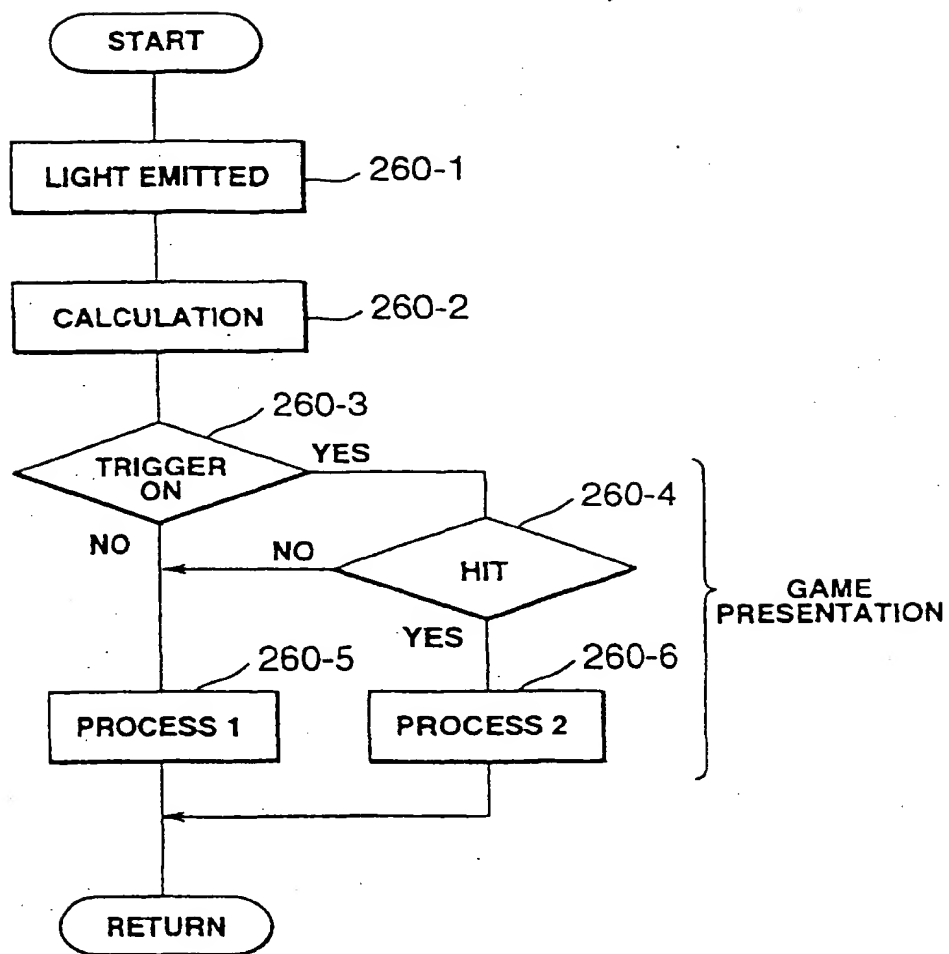 START
LIGHT EMITTED
260-1
CALCULATION
260-2
260-3
TRIGGER
ON
YES
NO
260-4
HIT
NO
YES
GAME
PRESENTATION
260-5
PROCESS 1
260-6
PROCESS 2
RETURN